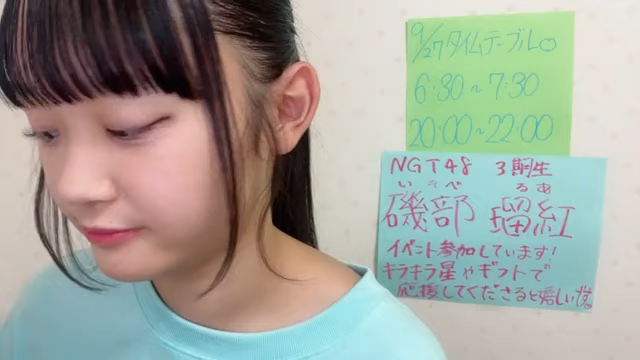 9/27タイムテーブル○
6:30~7:30
20:00~22:00
NGT48 3期生
いそべ るあ
磯部 瑠紅
イベント参加しています!
キラキラ星やギフトで
応援してくださると嬉しいです。